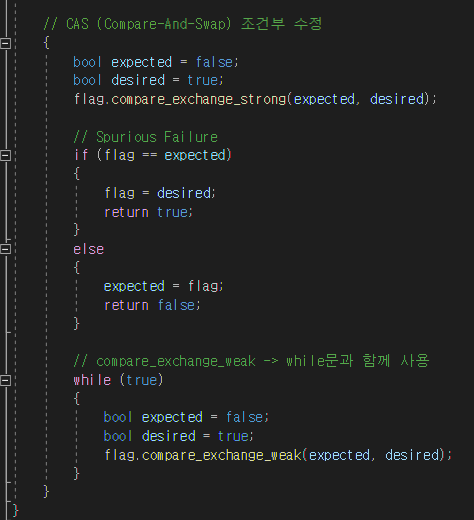 // CAS (Compare-And-Swap) 조건부 수정
{
bool expected = false;
bool desired = true;
flag.compare_exchange_strong(expected, desired);
// Spurious Failure
if (flag == expected)
{
flag = desired;
return true;
}
else
{
expected = flag;
return false;
}
// compare_exchange_weak -> while문과 함께 사용
while (true)
{
bool expected = false;
bool desired = true;
flag.compare_exchange_weak(expected, desired);
}
}
}